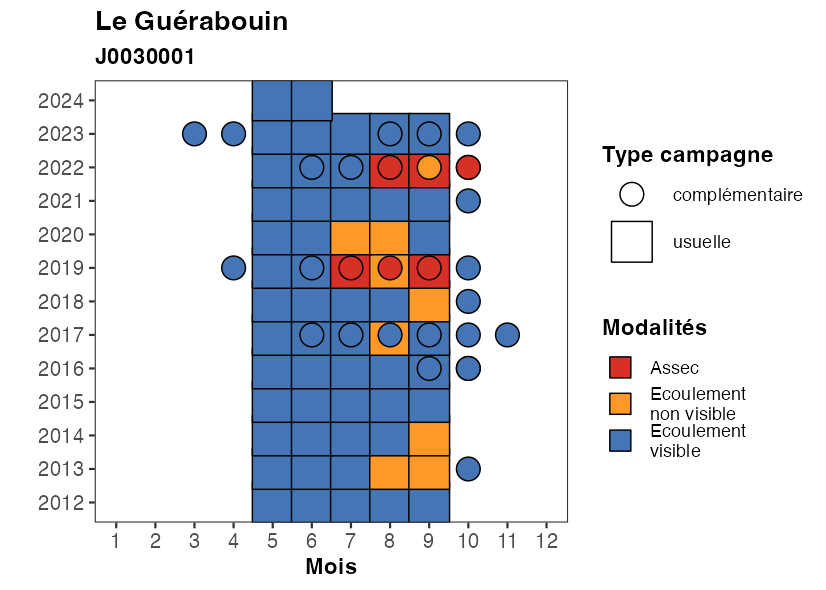 Le Guérabouin
J0030001
2024
2023
2022
2021
2020
2019
2018
2017
2016
2015
2014
2013
2012
1 2 3 4 5 6 7 8 9 10 11 12
Mois
Type campagne
complémentaire
usuelle
Modalités
Assec
Ecoulement
non visible
Ecoulement
visible